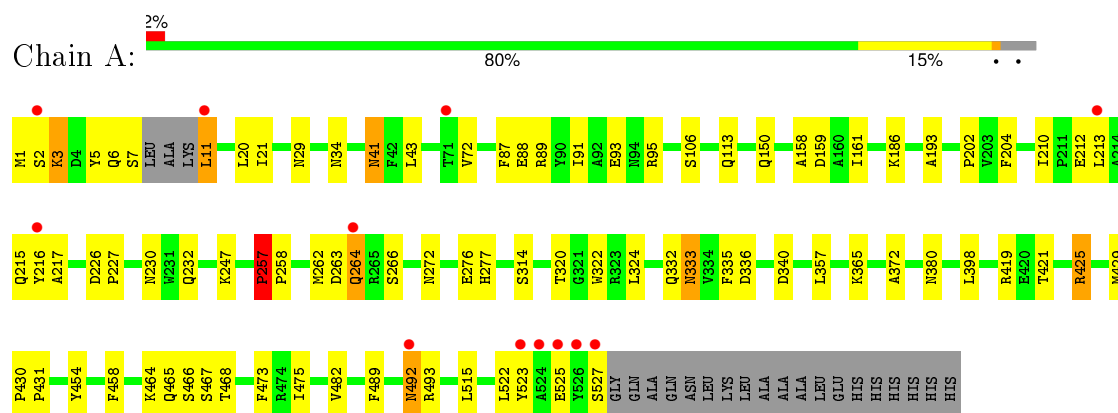 2%
Chain A:
80% 15%
M1 S2 K3 D4 Y5 Q6 S7 LEU ALA LYS L11 L20 I21 N29 N34 N41 F42 L43 T71 V72 F87 E88 R89 Y90 I91 A92 E93 N94 R95 S106 Q113 Q150 A158 D159 A160 I161 K186 A193 P202 V203 F204 I210 P211 E212 L213 A214
Q215 Y216 A217 D226 P227 N230 W231 Q232 K247 P257 P258 M262 D263 Q264 R265 S266 N272 E276 H277 S314 T320 G321 W322 R323 L324 Q332 N333 V334 F335 D336 D340 L357 K365 A372 N380 L398 R419 E420 T421 R425 M429
P430 P431 Y454 F458 K464 Q465 S466 S467 T468 F473 R474 I475 V482 F489 N492 R493 L515 L522 Y523 A524 E525 Y526 S527 GLY GLN ALA GLN ASN LEU LYS LEU ALA ALA ALA LEU GLU HIS HIS HIS HIS HIS HIS